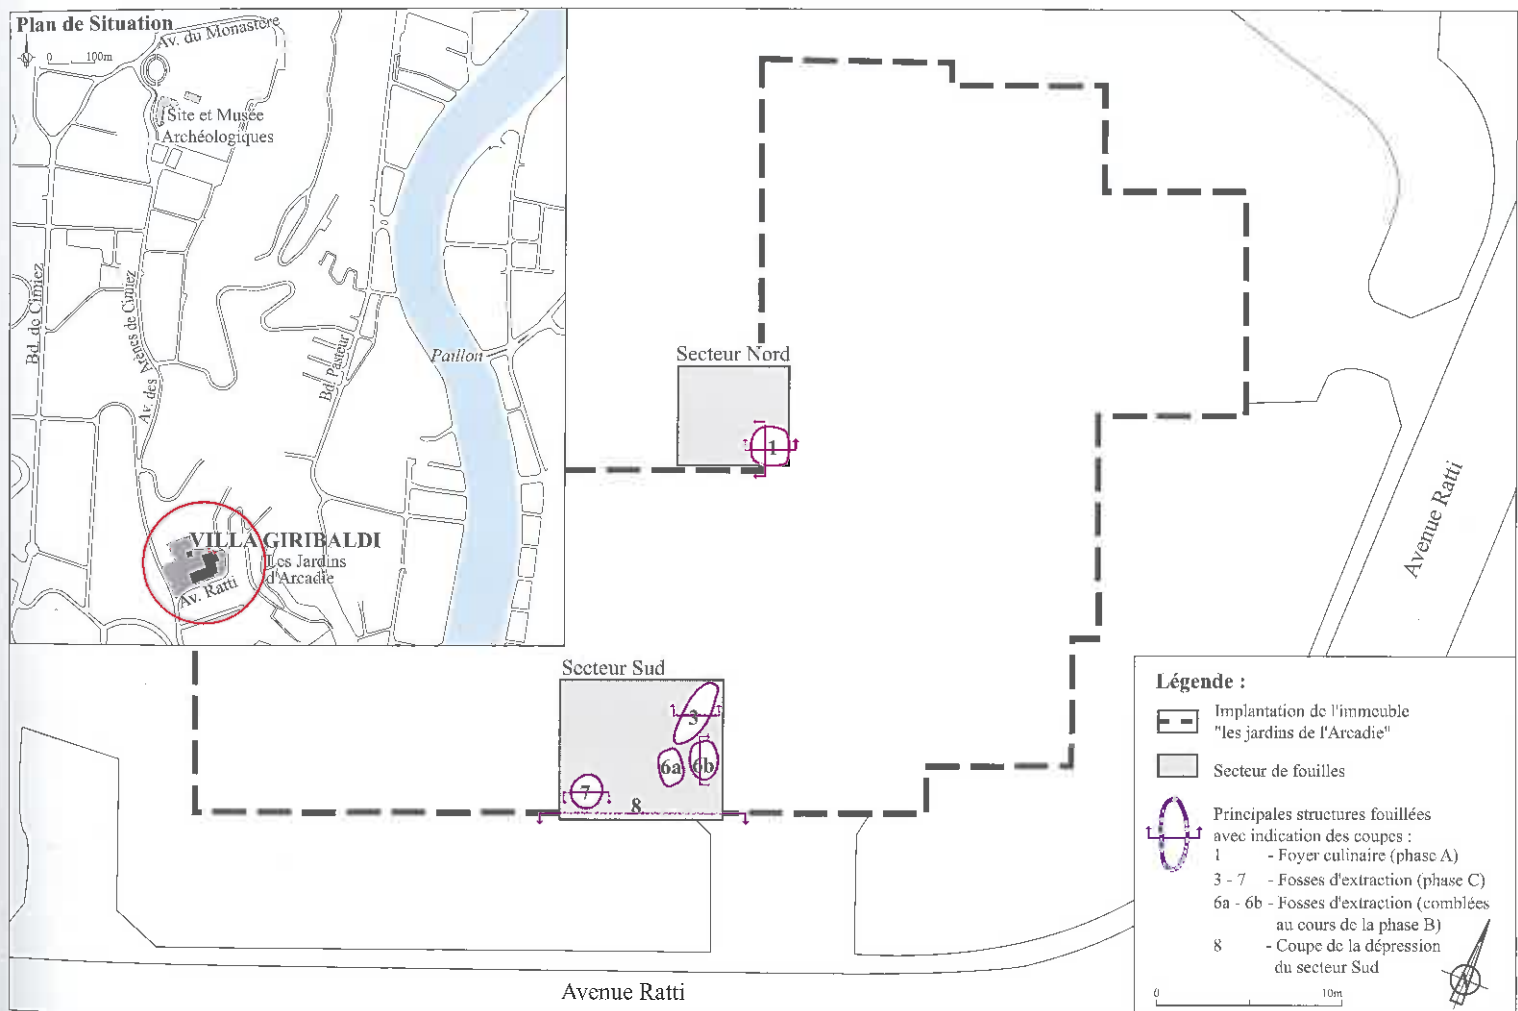 Plan de Situation
0 100m
Av. du Monastère
Site et Musée
Archéologiques
Bd. de Cimiez
Av. des Arènes de Cimiez
Bd. Pasteur
Paillon
VILLA GIRIBALDI
Les Jardins
d'Arcadie
Av. Ratti
Secteur Nord
1
Avenue Ratti
Secteur Sud
3
6a
6b
7
8
Avenue Ratti
Légende :
Implantation de l'immeuble
"les jardins de l'Arcadie"
Secteur de fouilles
Principales structures fouillées
avec indication des coupes :
1 - Foyer culinaire (phase A)
3 - 7 - Fosses d'extraction (phase C)
6a - 6b - Fosses d'extraction (comblées
au cours de la phase B)
8 - Coupe de la dépression
du secteur Sud
0 10m